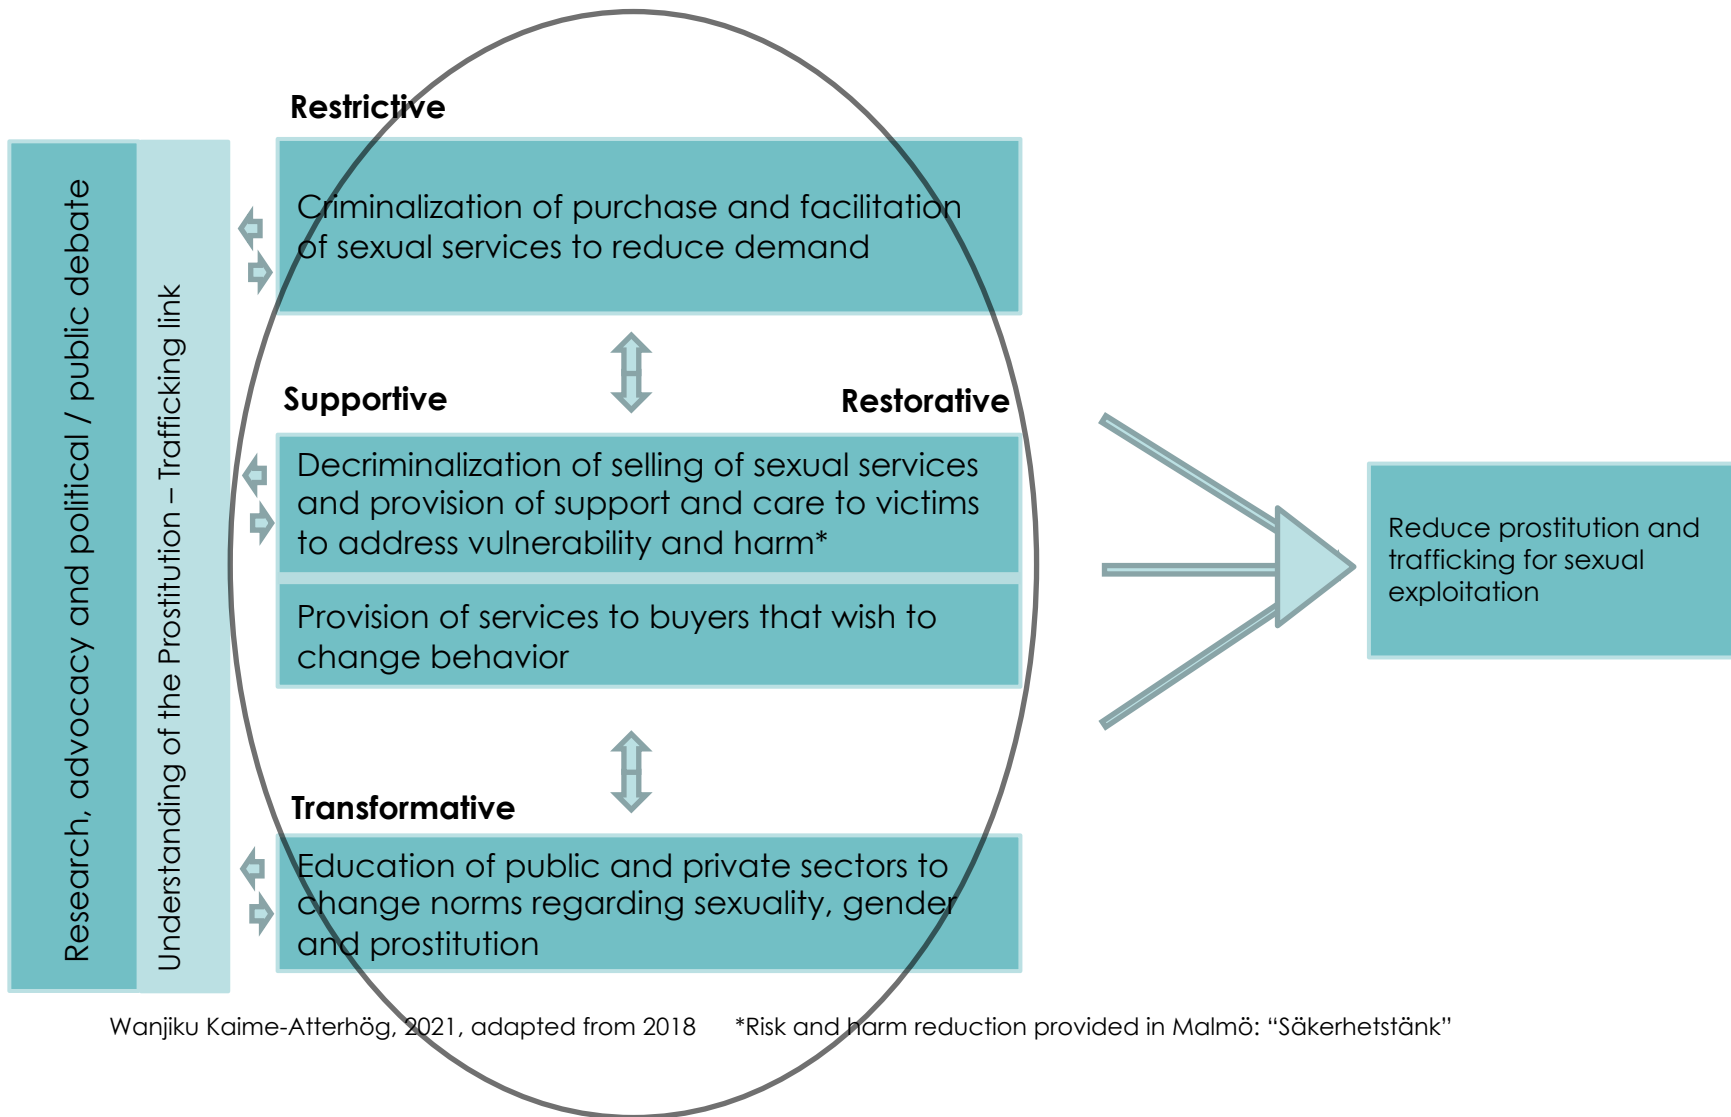 Research, advocacy and political / public debate
Understanding of the Prostitution – Trafficking link
Restrictive
Criminalization of purchase and facilitation
of sexual services to reduce demand
Supportive
Restorative
Decriminalization of selling of sexual services
and provision of support and care to victims
to address vulnerability and harm*
Provision of services to buyers that wish to
change behavior
Transformative
Education of public and private sectors to
change norms regarding sexuality, gender
and prostitution
Reduce prostitution and
trafficking for sexual
exploitation
Wanjiku Kaime-Atterhög, 2021, adapted from 2018 *Risk and harm reduction provided in Malmö: “Säkerhetstänk”